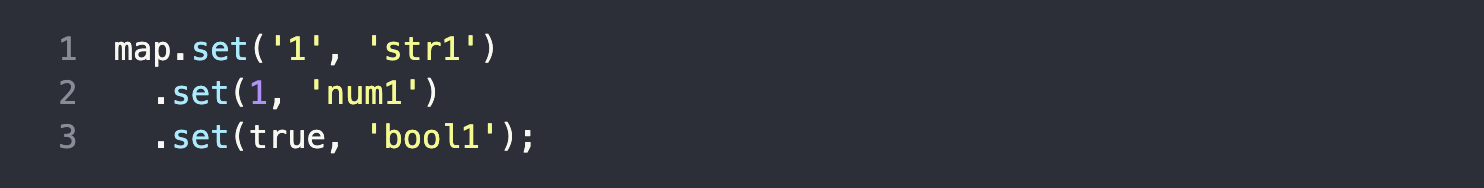 1 map.set('1', 'str1')
2   .set(1, 'num1')
3   .set(true, 'bool1');